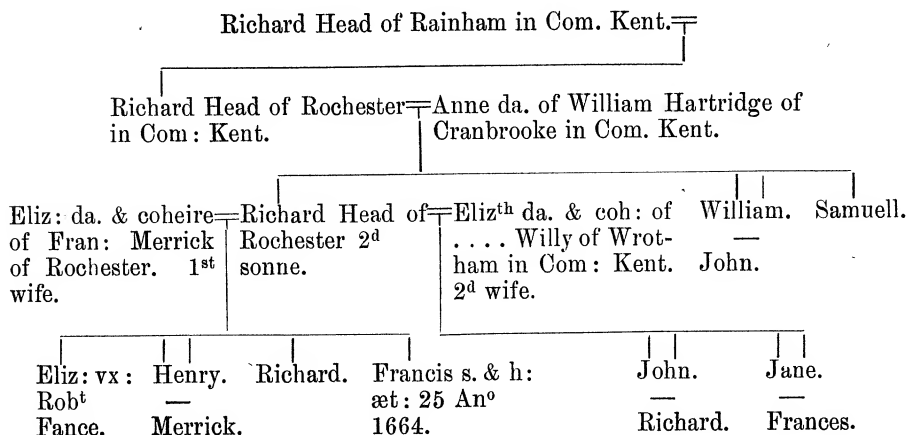 Richard Head of Rainham in Com. Kent.
Richard Head of Rochester
in Com : Kent.
Anne da. of William Hartridge of
Cranbrooke in Com. Kent.
Eliz : da. & coheire
of Fran : Merrick
of Rochester. 1st
wife.
Richard Head of
Rochester 2d
sonne.
Elizth da. & coh : of
. . . . Willy of Wrot-
ham in Com : Kent.
2d wife.
William.
—
John.
Samuell.
Eliz : vx :
Robt
Fance.
Henry.
—
Merrick.
Richard.
Francis s. & h :
æt : 25 Ano
1664.
John.
—
Richard.
Jane.
—
Frances.